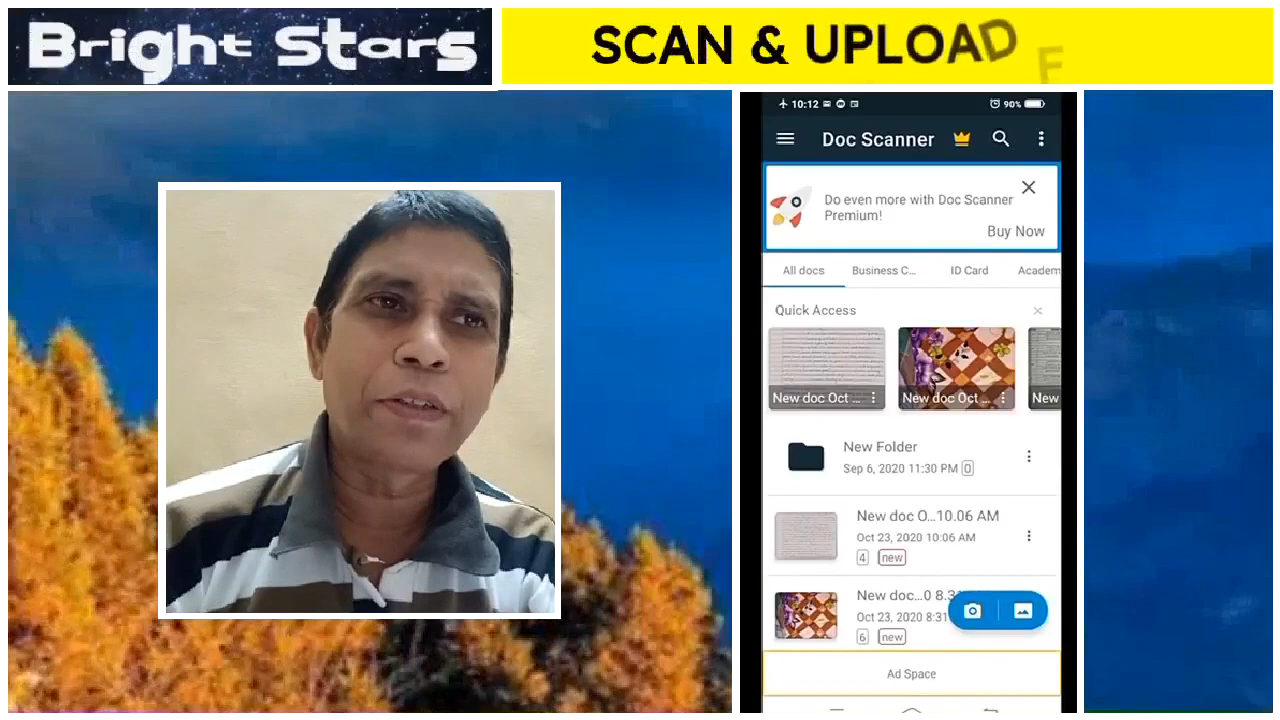 Bright Stars
SCAN & UPLOAD E
10:12
90%
Doc Scanner
Do even more with Doc Scanner
Premium!
Buy Now
All docs
Business C...
ID Card
Academ
Quick Access
New doc Oct ...
New doc Oct ...
New
New Folder
Sep 6, 2020 11:30 PM 0
New doc O...10.06 AM
Oct 23, 2020 10:06 AM
4 new
New doc...0 8.3
Oct 23, 2020 8:31
6 new
Ad Space